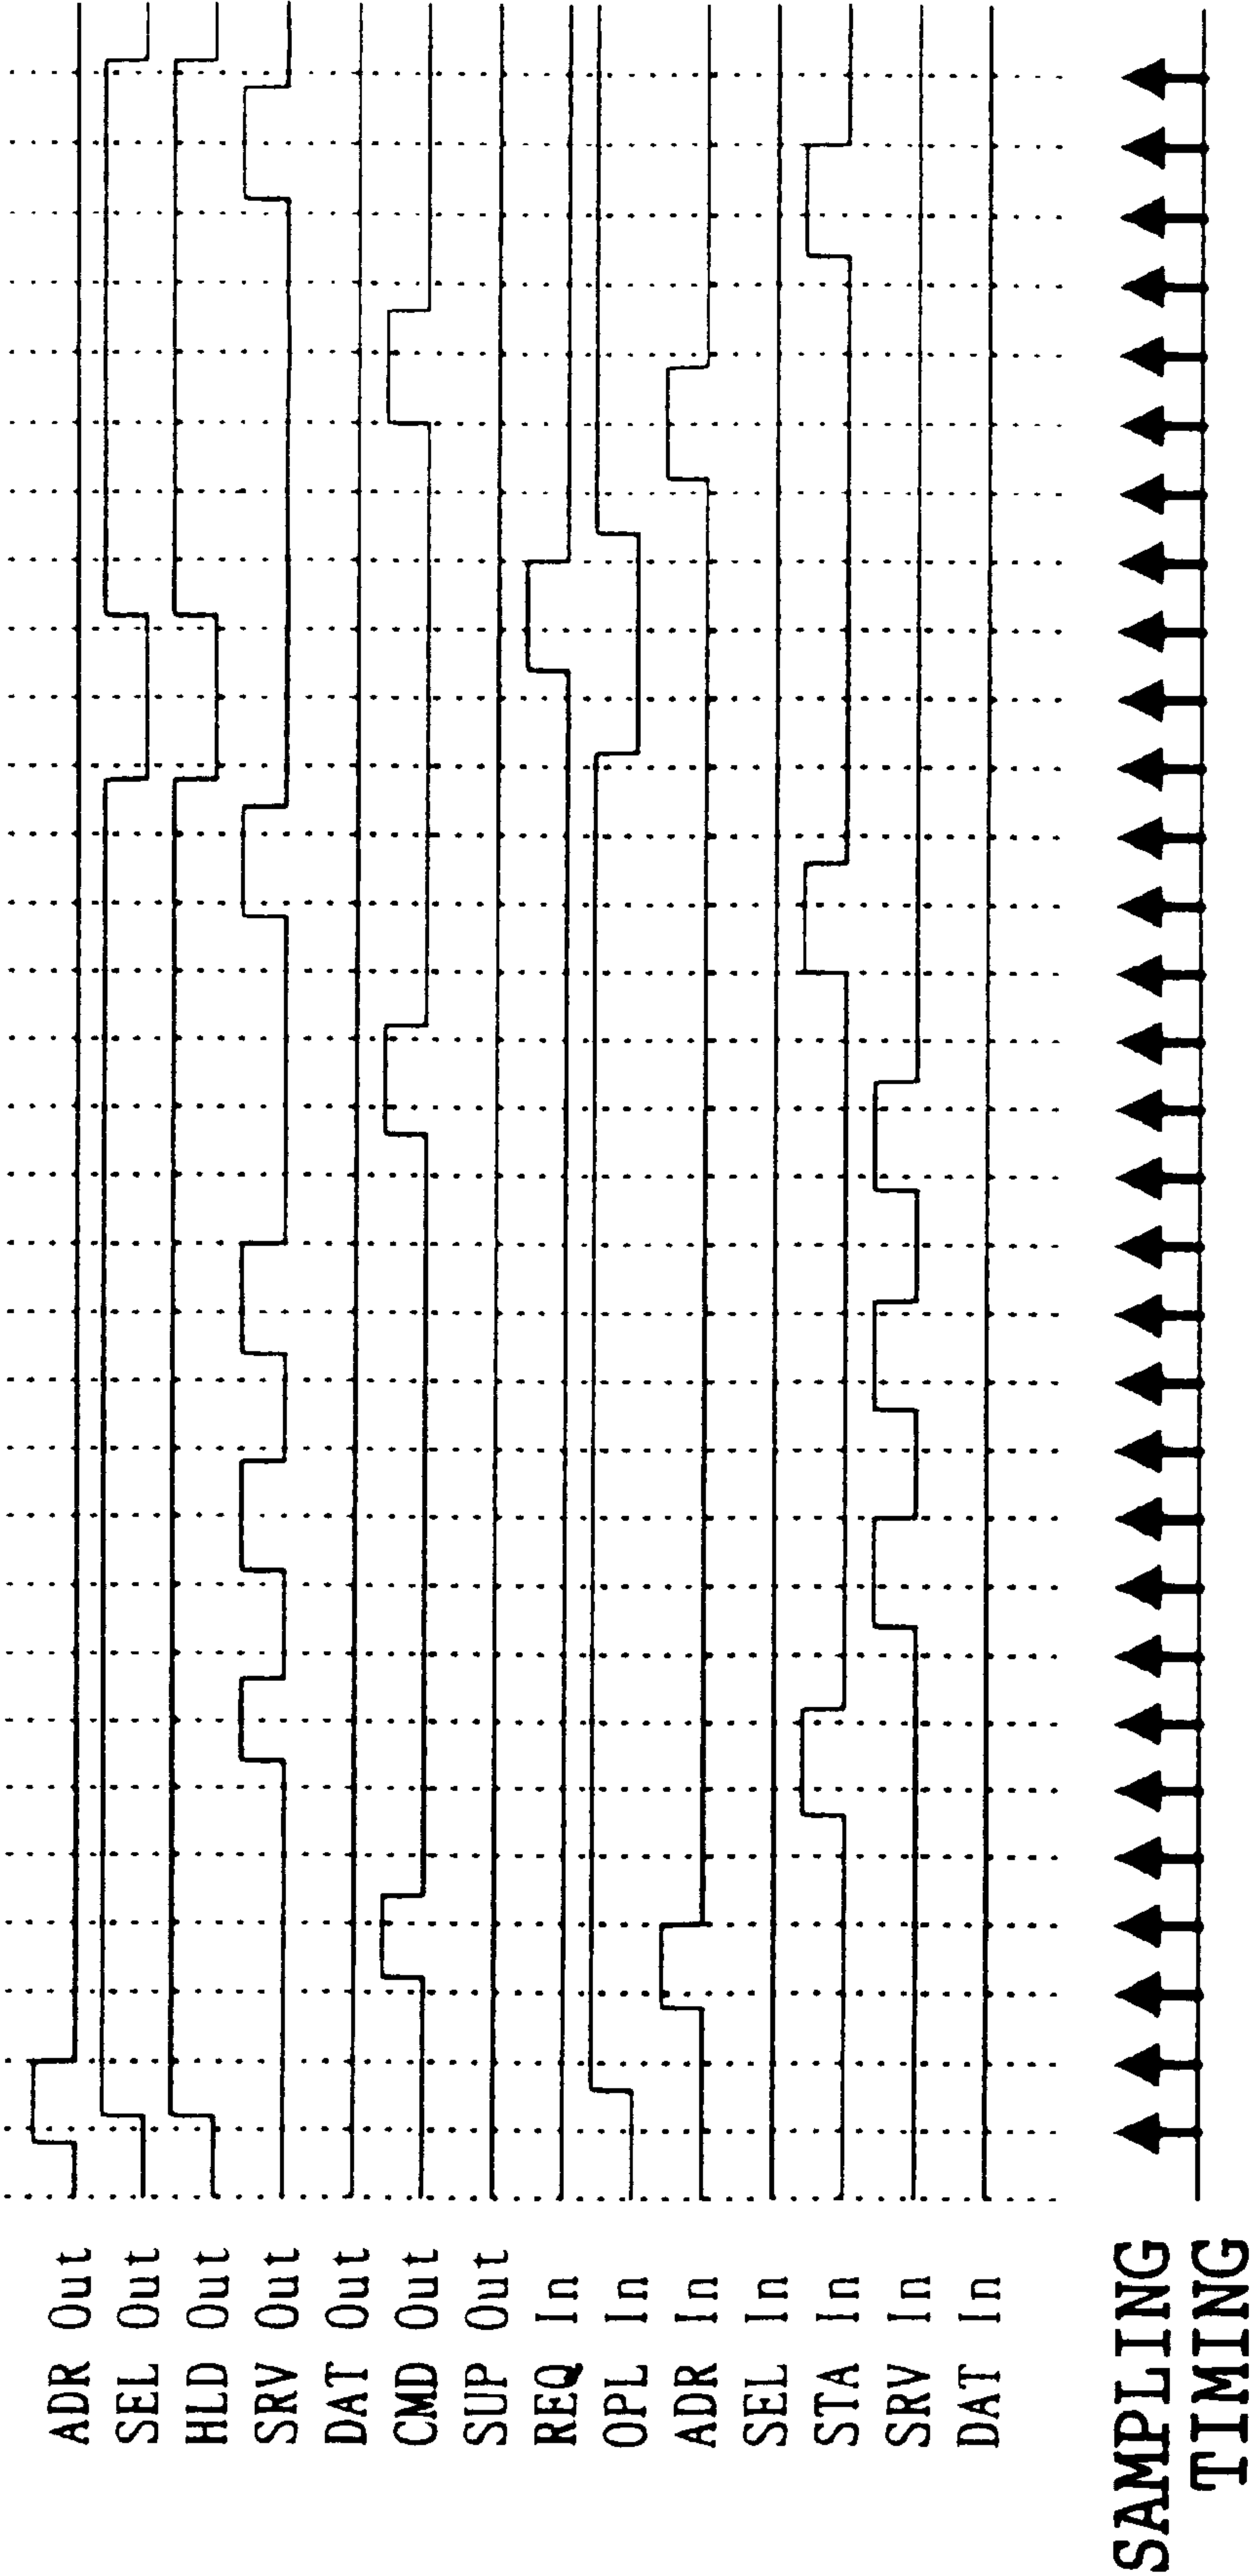 ADR Out
SEL Out
HLD Out
SRV Out
DAT Out
CMD Out
SUP Out
REQ In
OPL In
ADR In
SEL In
STA In
SRV In
DAT In
SAMPLING
TIMING